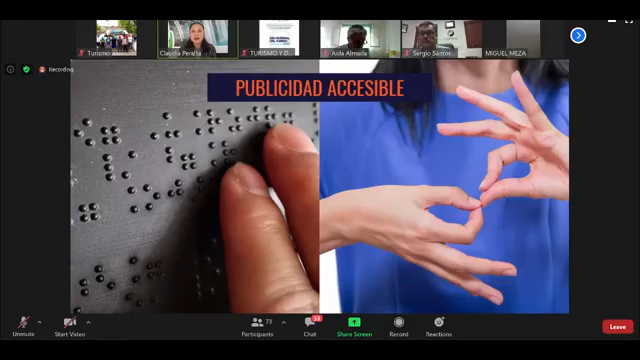 Turismo
Claudia Peralta
TURISMO Y D...
Aida Almada
Sergio Santos...
MIGUEL MEZA
Recording
PUBLICIDAD ACCESIBLE
Unmute
Start Video
73
Participants
58
Chat
Share Screen
Record
Reactions
Leave